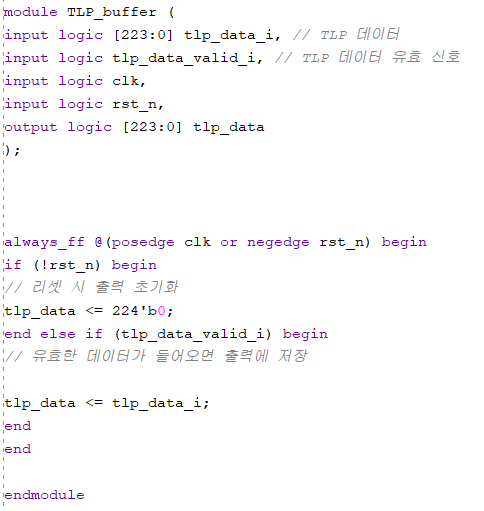 module TLP_buffer (
input logic [223:0] tlp_data_i, // TLP 데이터
input logic tlp_data_valid_i, // TLP 데이터 유효 신호
input logic clk,
input logic rst_n,
output logic [223:0] tlp_data
);
always_ff @(posedge clk or negedge rst_n) begin
if (!rst_n) begin
// 리셋 시 출력 초기화
tlp_data <= 224'b0;
end else if (tlp_data_valid_i) begin
// 유효한 데이터가 들어오면 출력에 저장
tlp_data <= tlp_data_i;
end
end
endmodule